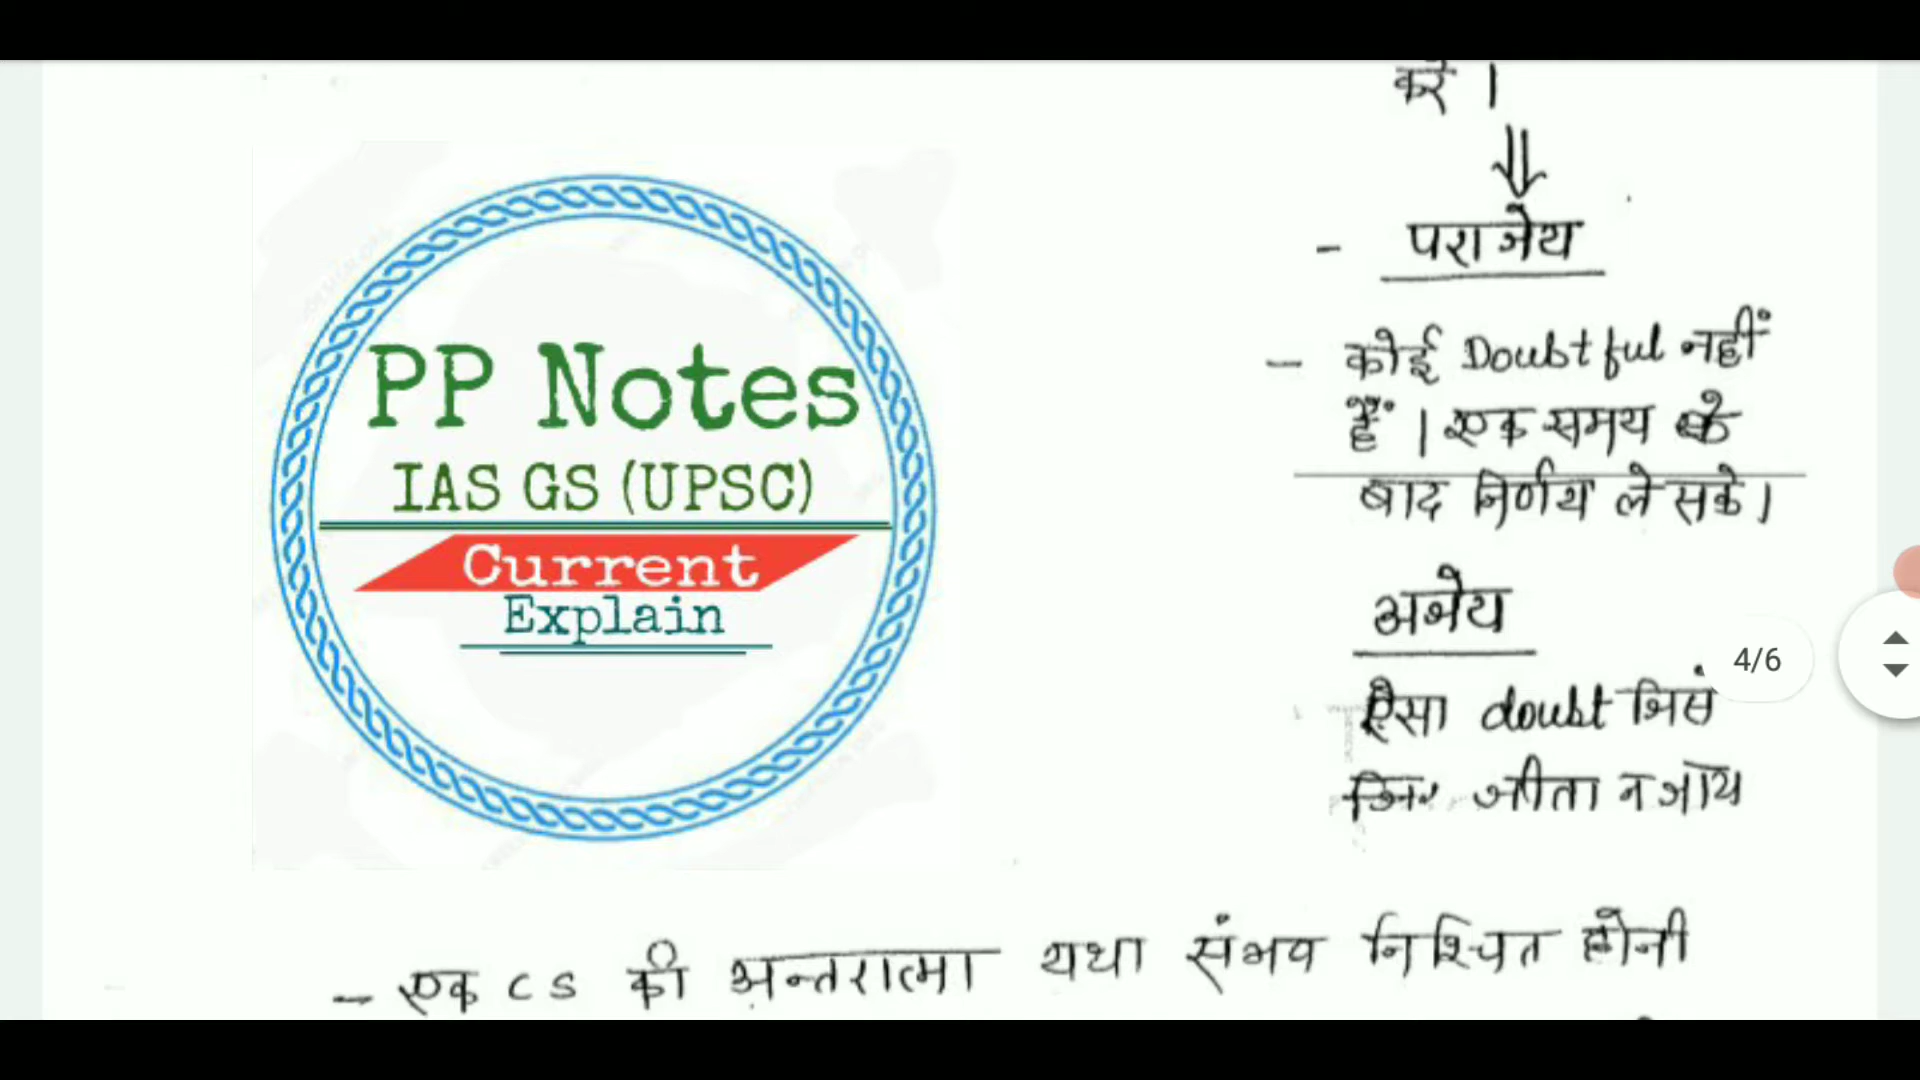 करे ।
PP Notes
IAS GS (UPSC)
Current
Explain
- पराजेय
- कोई Doubtful नहीं
हैं । एक समय के
बाद निर्णय ले सके ।
अजेय
ऐसा doubt जिसे
जीता न जाय
4/6
- एक CS की अन्तरात्मा यथा संभव निश्चित होनी